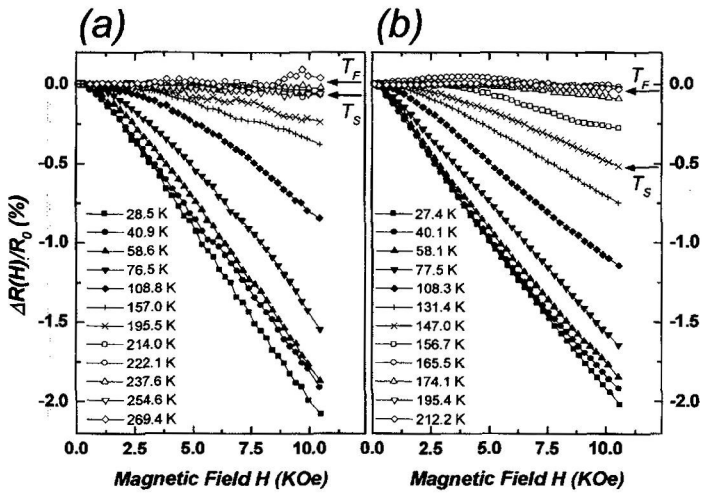 (a)
(b)
T_F
T_S
T_F
T_S
0.0
-0.5
-1.0
-1.5
-2.0
ΔR(H)/R_0 (%)
28.5 K
40.9 K
58.6 K
76.5 K
108.8 K
157.0 K
195.5 K
214.0 K
222.1 K
237.6 K
254.6 K
269.4 K
27.4 K
40.1 K
58.1 K
77.5 K
108.3 K
131.4 K
147.0 K
156.7 K
165.5 K
174.1 K
195.4 K
212.2 K
0.0
-0.5
-1.0
-1.5
-2.0
0.0 2.5 5.0 7.5 10.0
0.0 2.5 5.0 7.5 10.0
Magnetic Field H (KOe)
Magnetic Field H (KOe)